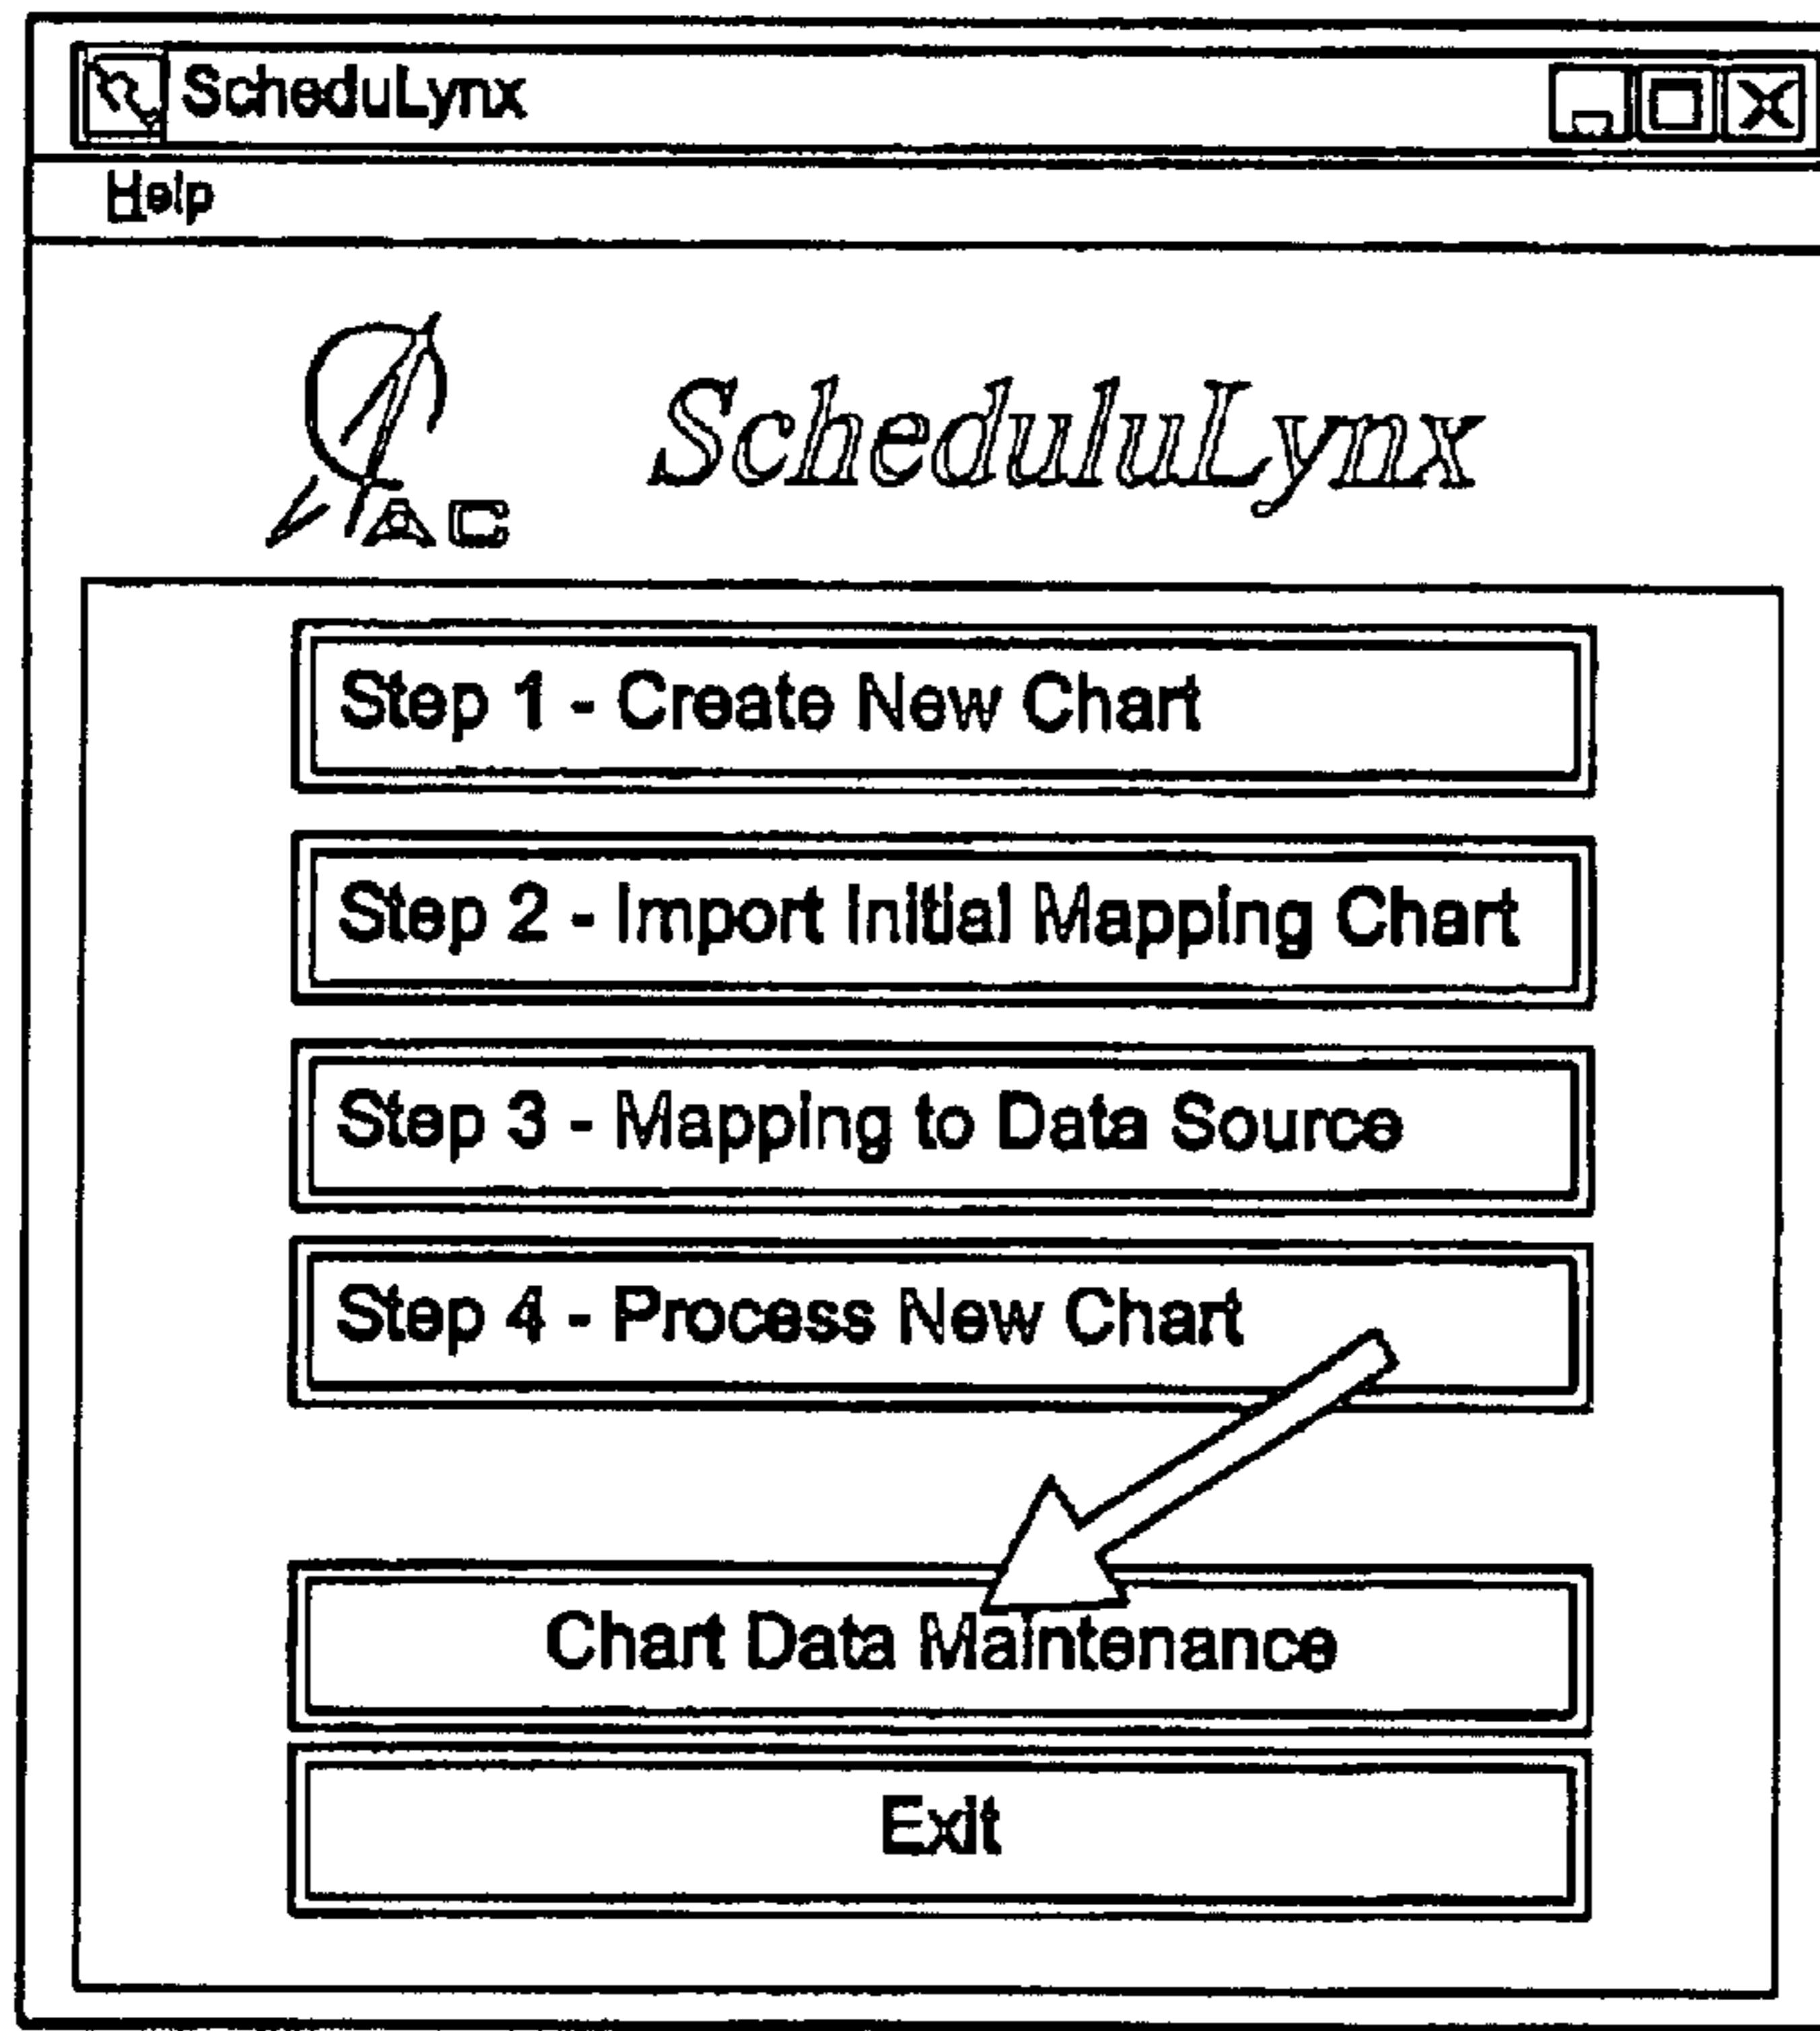 ScheduLynx
Help
AC
ScheduluLynx
Step 1 - Create New Chart
Step 2 - Import Initial Mapping Chart
Step 3 - Mapping to Data Source
Step 4 - Process New Chart
Chart Data Maintenance
Exit